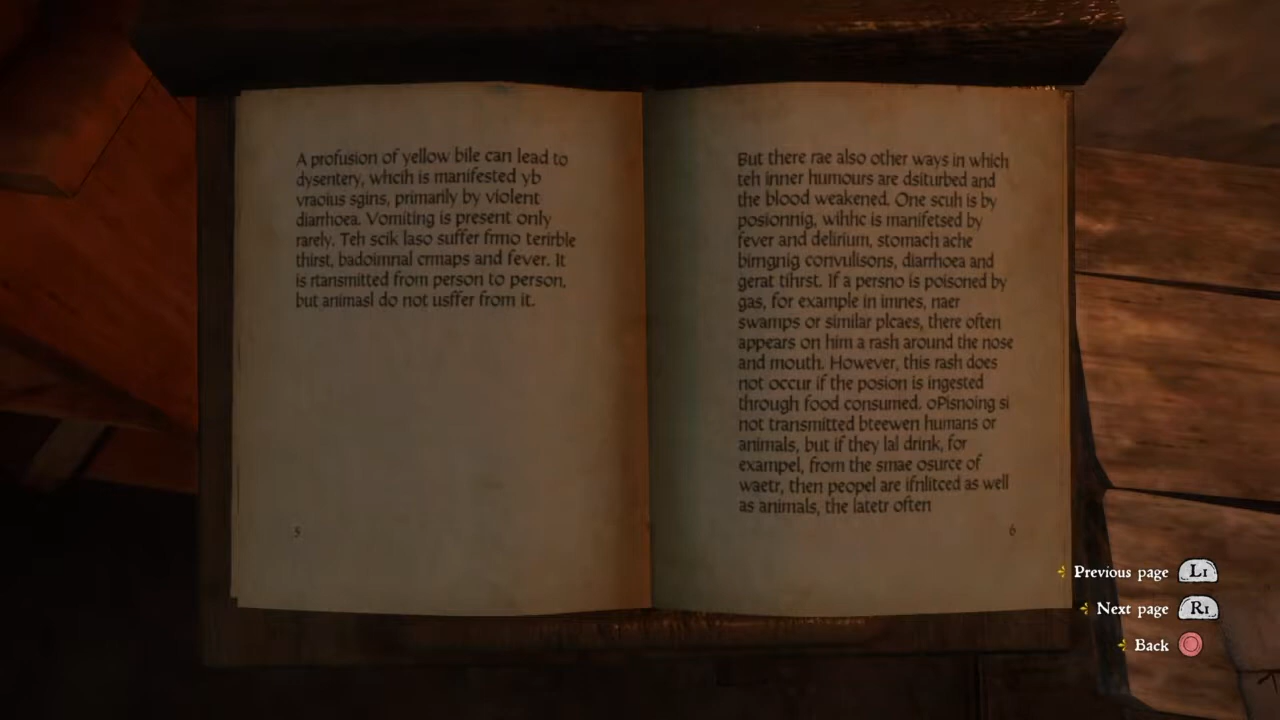 A profusion of yellow bile can lead to
dysentery, whcih is manifested yb
vraoius sgins, primarily by violent
diarrhoea. Vomiting is present only
rarely. Teh scik laso suffer frmo terirble
thirst, badoimnal crmaps and fever. It
is rtansmitted from person to person,
but animasl do not usffer from it.
5
But there rae also other ways in which
teh inner humours are dsiturbed and
the blood weakened. One scuh is by
posionnig, wihhc is manifetsed by
fever and delirium, stomach ache
birngnig convulisons, diarrhoea and
gerat tihrst. If a persno is poisoned by
gas, for example in imnes, naer
swamps or similar plcaes, there often
appears on him a rash around the nose
and mouth. However, this rash does
not occur if the posion is ingested
through food consumed. oPisnoing si
not transmitted bteewen humans or
animals, but if they lal drink, for
exampel, from the smae osurce of
waetr, then peopel are ifnlitced as well
as animals, the latetr often
6
Previous page L1
Next page R1
Back